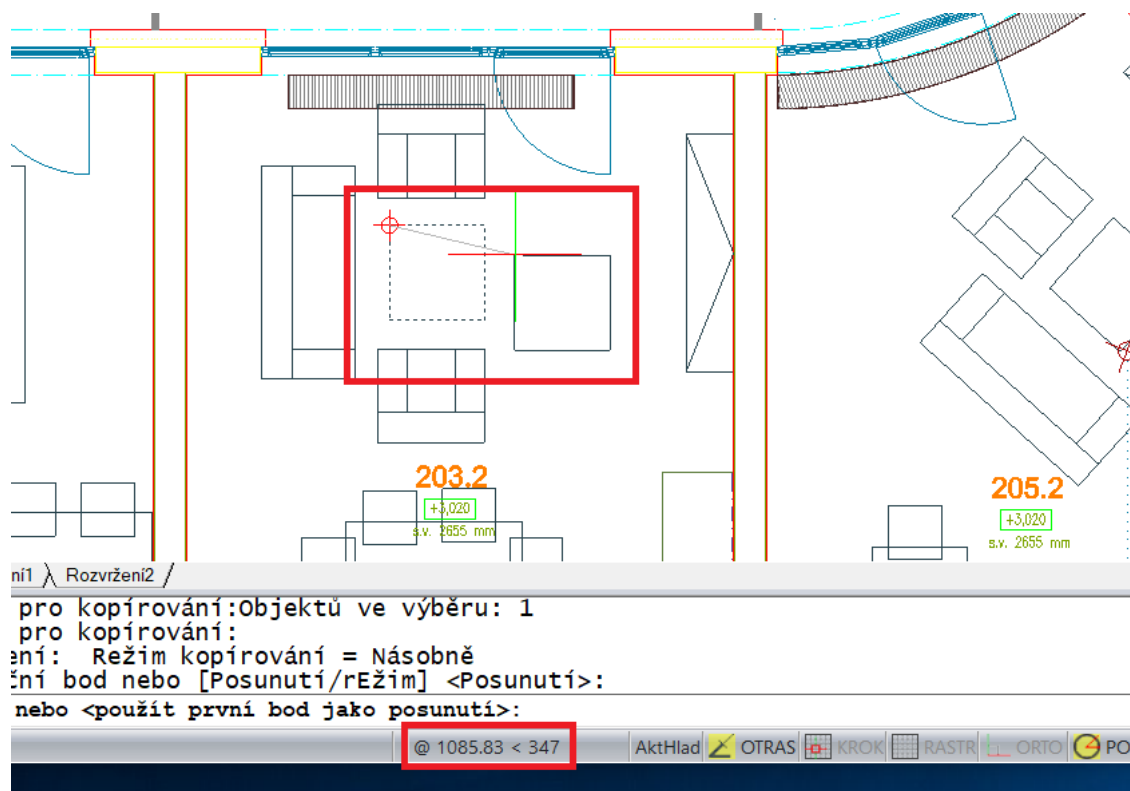 203.2
+3,020
s.v. 2655 mm
205.2
+3,020
s.v. 2655 mm
ní1 Rozvržení2
pro kopírování:Objektů ve výběru: 1
pro kopírování:
ení: Režim kopírování = Násobně
ční bod nebo [Posunutí/rEžim] <Posunutí>:
nebo <použít první bod jako posunutí>:
@ 1085.83 < 347 AktHlad OTRAS KROK RASTR ORTO PO